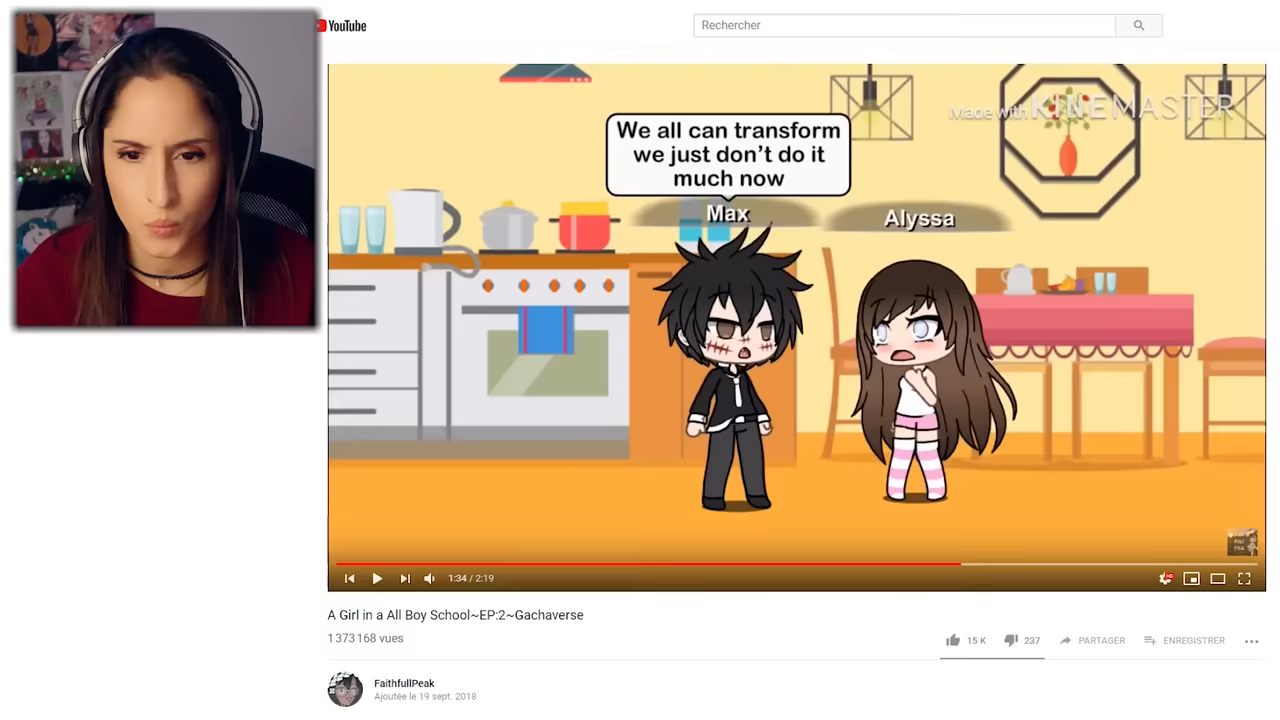 YouTube
Rechercher
Made with KINEMASTER
We all can transform
we just don't do it
much now
Max
Alyssa
1:34 / 2:19
HD
A Girl in a All Boy School~EP:2~Gachaverse
1 373 168 vues
15 K
237
PARTAGER
ENREGISTRER
FaithfullPeak
Ajoutée le 19 sept. 2018